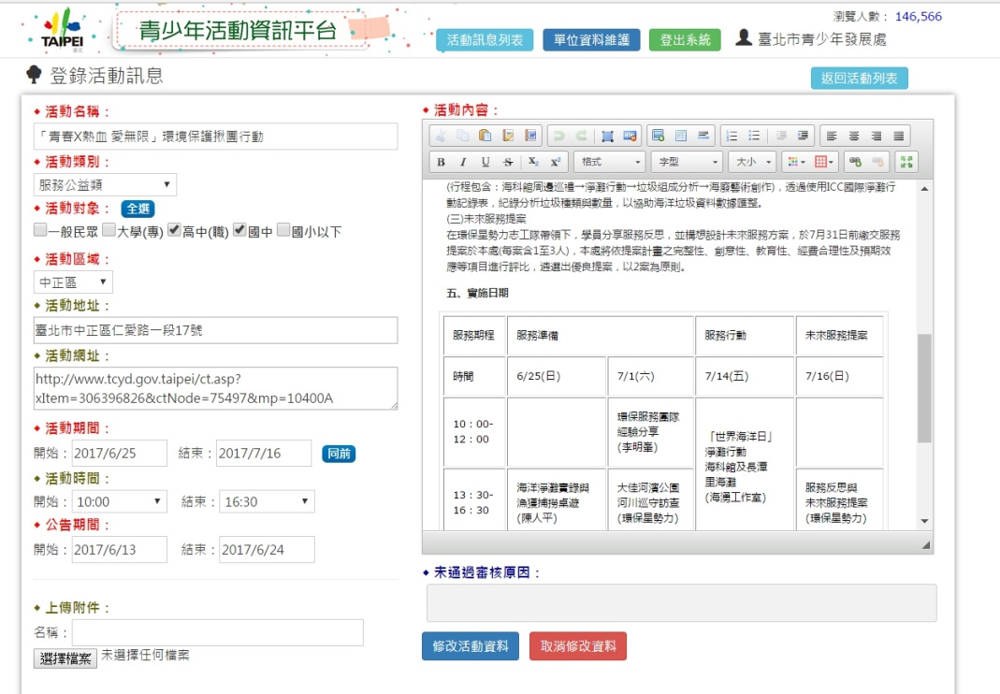 瀏覽人數： 146,566
TAIPEI
臺北
青少年活動資訊平台
活動訊息列表 單位資料維護 登出系統 臺北市青少年發展處
登錄活動訊息
返回活動列表
活動名稱：
「青春X熱血 愛無限」環境保護揪團行動
活動類別：
服務公益類
活動對象： 全選
一般民眾 大學(專) 高中(職) 國中 國小以下
活動區域：
中正區
活動地址：
臺北市中正區仁愛路一段17號
活動網址：
http://www.tcyd.gov.taipei/ct.asp?
xItem=306396826&ctNode=75497&mp=10400A
活動期間：
開始： 2017/6/25 結束： 2017/7/16 同前
活動時間：
開始： 10:00 結束： 16:30
公告期間：
開始： 2017/6/13 結束： 2017/6/24
上傳附件：
名稱：
選擇檔案 未選擇任何檔案
活動內容：
B I U S X₂ X² 格式 字型 大小
(行程包含：海科館周邊巡禮→淨灘行動→垃圾組成分析→海廢藝術創作)，透過使用ICC國際淨灘行
動記錄表，紀錄分析垃圾種類與數量，以協助海洋垃圾資料數據匯整。
(三)未來服務提案
在環保星勢力志工隊帶領下，學員分享服務反思，並構想設計未來服務方案，於7月31日前繳交服務
提案於本處(每案含1至3人)，本處將依提案計畫之完整性、創意性、教育性、經費合理性及預期效
應等項目進行評比，遴選出優良提案，以2案為原則。
五、實施日期
服務期程 服務準備 服務行動 未來服務提案
時間 6/25(日) 7/1(六) 7/14(五) 7/16(日)
10：00-
12：00
環保服務團隊
經驗分享
(李明峯)
「世界海洋日」
淨灘行動
海科館及長潭
里海灘
(海湧工作室)
13：30-
16：30
海洋淨灘實錄與
漁獲捕撈桌遊
(陳人平)
大佳河濱公園
河川巡守訪查
(環保星勢力)
服務反思與
未來服務提案
(環保星勢力)
未通過審核原因：
修改活動資料 取消修改資料